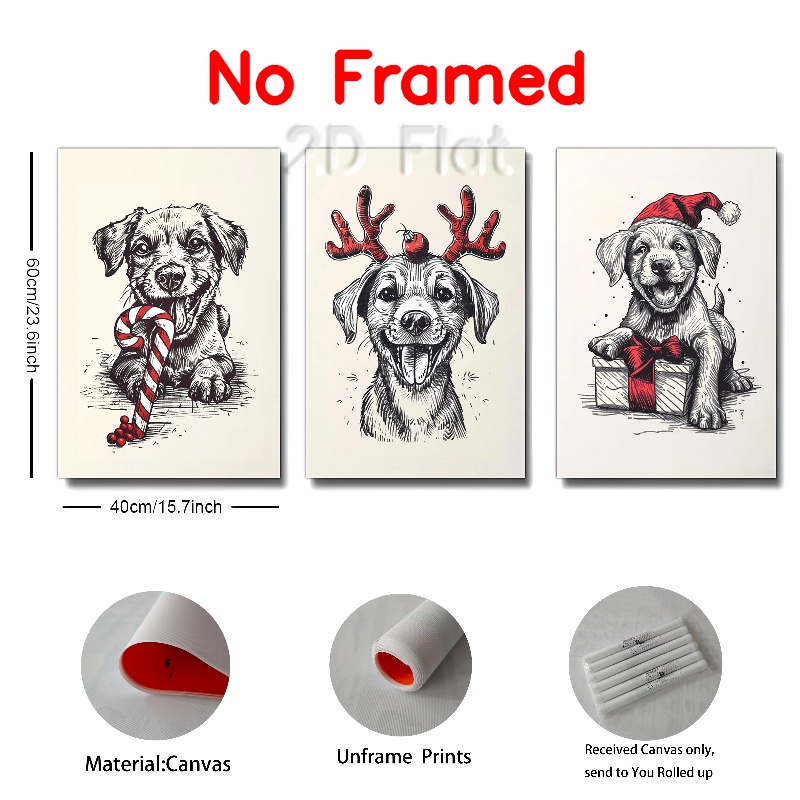 No Framed
2D Flat
60cm/23.6inch
40cm/15.7inch
Material:Canvas
Unframe Prints
Received Canvas only,
send to You Rolled up